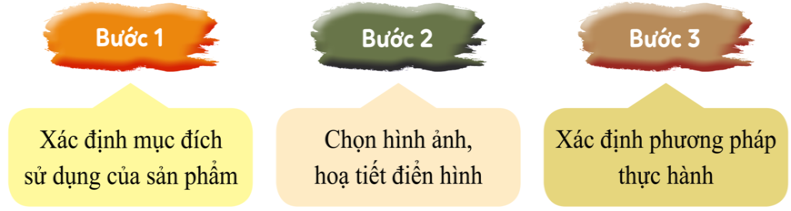 Bước 1
Xác định mục đích
sử dụng của sản phẩm
Bước 2
Chọn hình ảnh,
hoạ tiết điển hình
Bước 3
Xác định phương pháp
thực hành